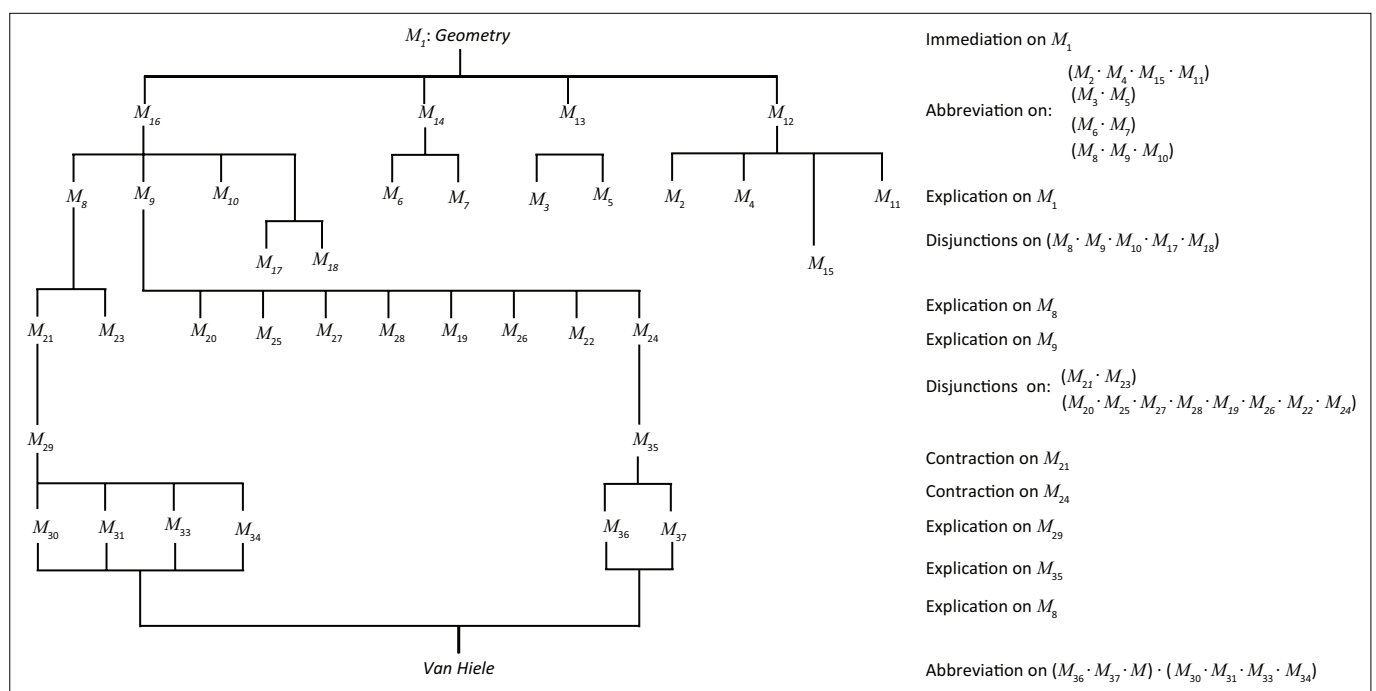 M₁: Geometry
M₁₆ M₁₄ M₁₃ M₁₂
M₈ M₉ M₁₀ M₆ M₇ M₃ M₅ M₂ M₄ M₁₁
M₁₇ M₁₈ M₁₅
M₂₁ M₂₃ M₂₀ M₂₅ M₂₇ M₂₈ M₁₉ M₂₆ M₂₂ M₂₄
M₂₉ M₃₅
M₃₀ M₃₁ M₃₃ M₃₄ M₃₆ M₃₇
Van Hiele
Immediation on M₁
Abbreviation on:
(M₂ · M₄ · M₁₅ · M₁₁)
(M₃ · M₅)
(M₆ · M₇)
(M₈ · M₉ · M₁₀)
Explication on M₁
Disjunctions on (M₈ · M₉ · M₁₀ · M₁₇ · M₁₈)
Explication on M₈
Explication on M₉
Disjunctions on:
(M₂₁ · M₂₃)
(M₂₀ · M₂₅ · M₂₇ · M₂₈ · M₁₉ · M₂₆ · M₂₂ · M₂₄)
Contraction on M₂₁
Contraction on M₂₄
Explication on M₂₉
Explication on M₃₅
Explication on M₈
Abbreviation on (M₃₆ · M₃₇ · M) · (M₃₀ · M₃₁ · M₃₃ · M₃₄)